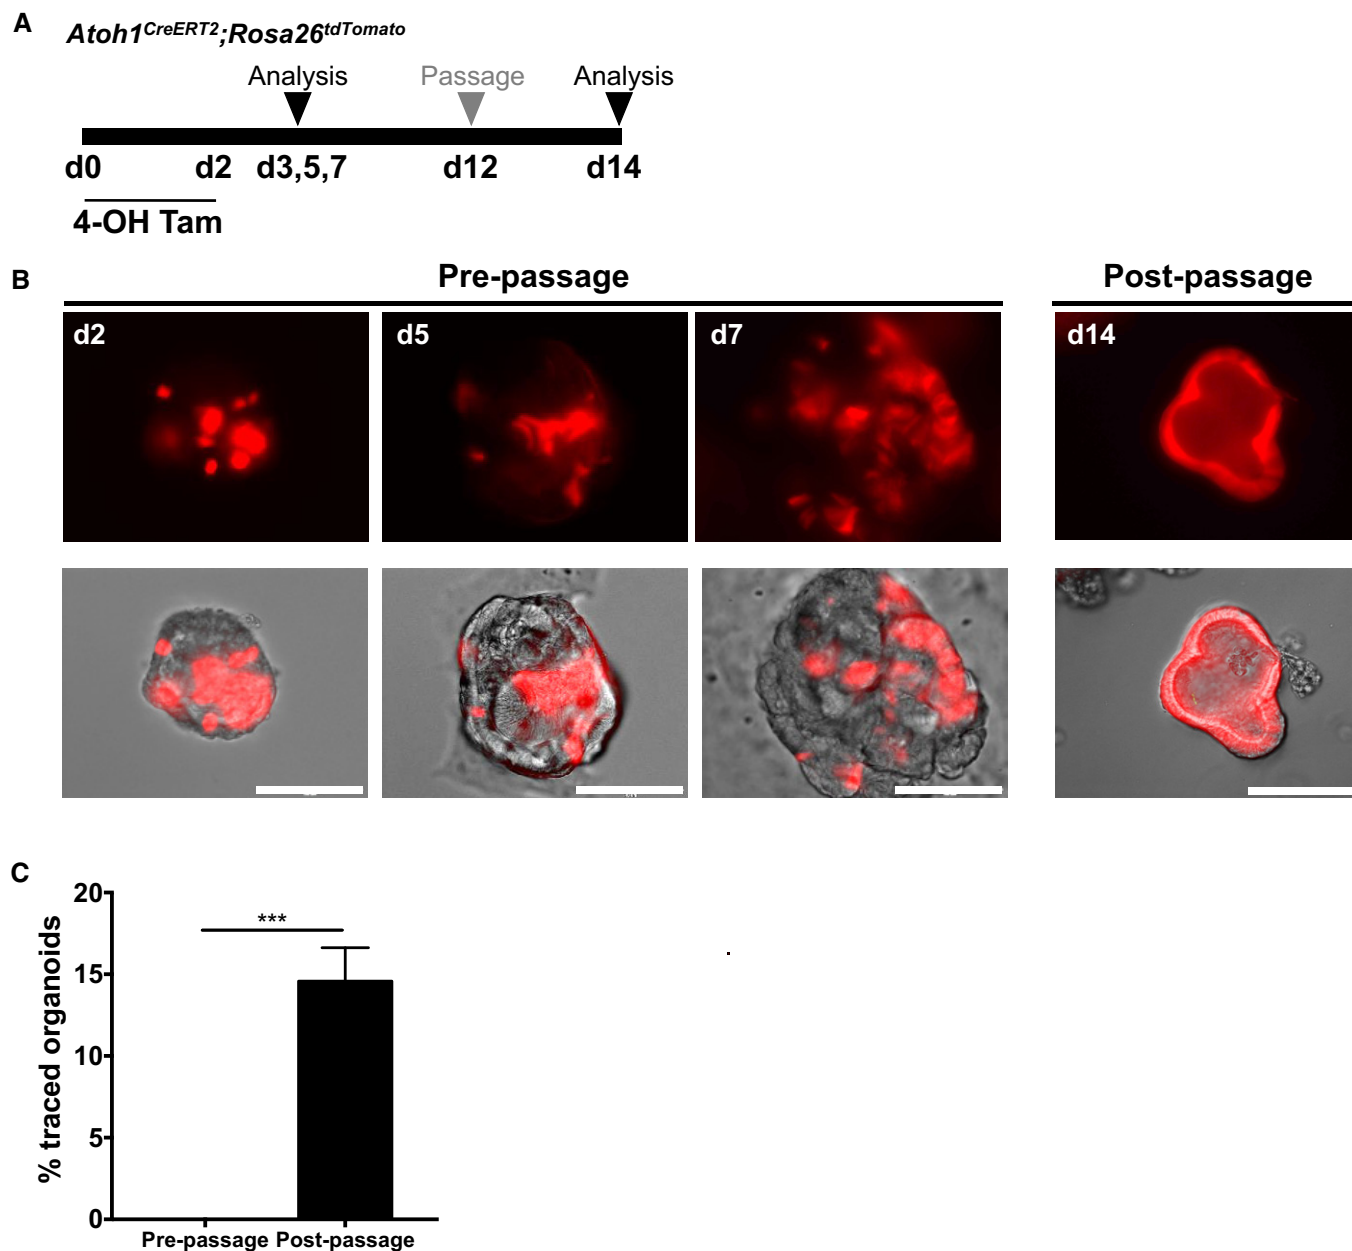 A
Atoh1CreERT2;Rosa26tdTomato
Analysis Passage Analysis
d0 d2 d3,5,7 d12 d14
4-OH Tam
B
Pre-passage Post-passage
d2 d5 d7 d14
C
% traced organoids
20
***
15
10
5
0
Pre-passage Post-passage